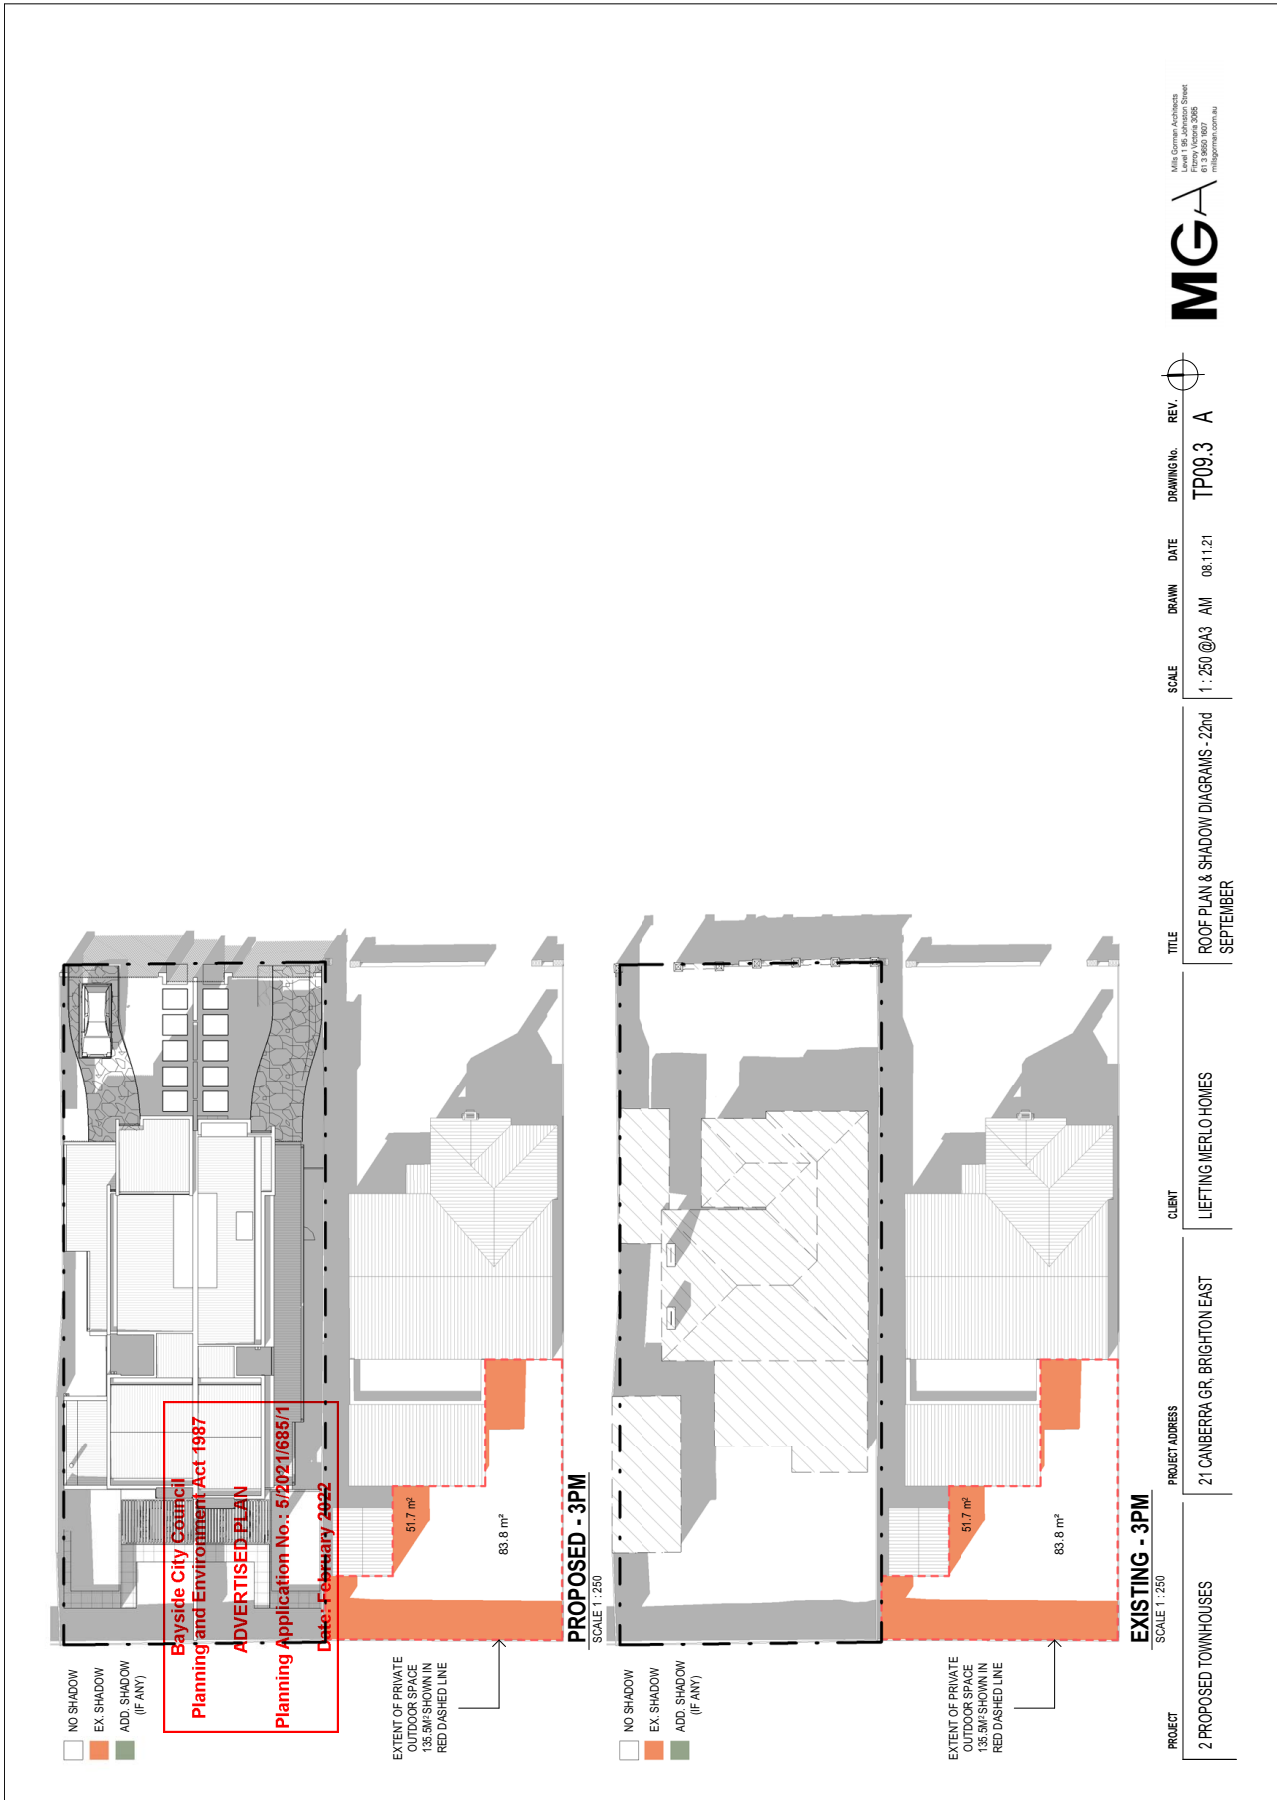 NO SHADOW
EX. SHADOW
ADD. SHADOW
(IF ANY)
Bayside City Council
Planning and Environment Act 1987
ADVERTISED PLAN
Planning Application No.: 5/2021/685/1
Date: February 2022
EXTENT OF PRIVATE
OUTDOOR SPACE
135.5M² SHOWN IN
RED DASHED LINE
51.7 m²
83.8 m²
PROPOSED - 3PM
SCALE 1 : 250
NO SHADOW
EX. SHADOW
ADD. SHADOW
(IF ANY)
EXTENT OF PRIVATE
OUTDOOR SPACE
135.5M² SHOWN IN
RED DASHED LINE
51.7 m²
83.8 m²
EXISTING - 3PM
SCALE 1 : 250
PROJECT
2 PROPOSED TOWNHOUSES
PROJECT ADDRESS
21 CANBERRA GR, BRIGHTON EAST
CLIENT
LIEFTING MERLO HOMES
TITLE
ROOF PLAN & SHADOW DIAGRAMS - 22nd
SEPTEMBER
SCALE
1 : 250 @A3
DRAWN
AM
DATE
08.11.21
DRAWING No.
TP09.3
REV.
A
MGA
Mills Gorman Architects
Level 1 95 Johnston Street
Fitzroy Victoria 3065
61 3 9650 1607
millsgorman.com.au